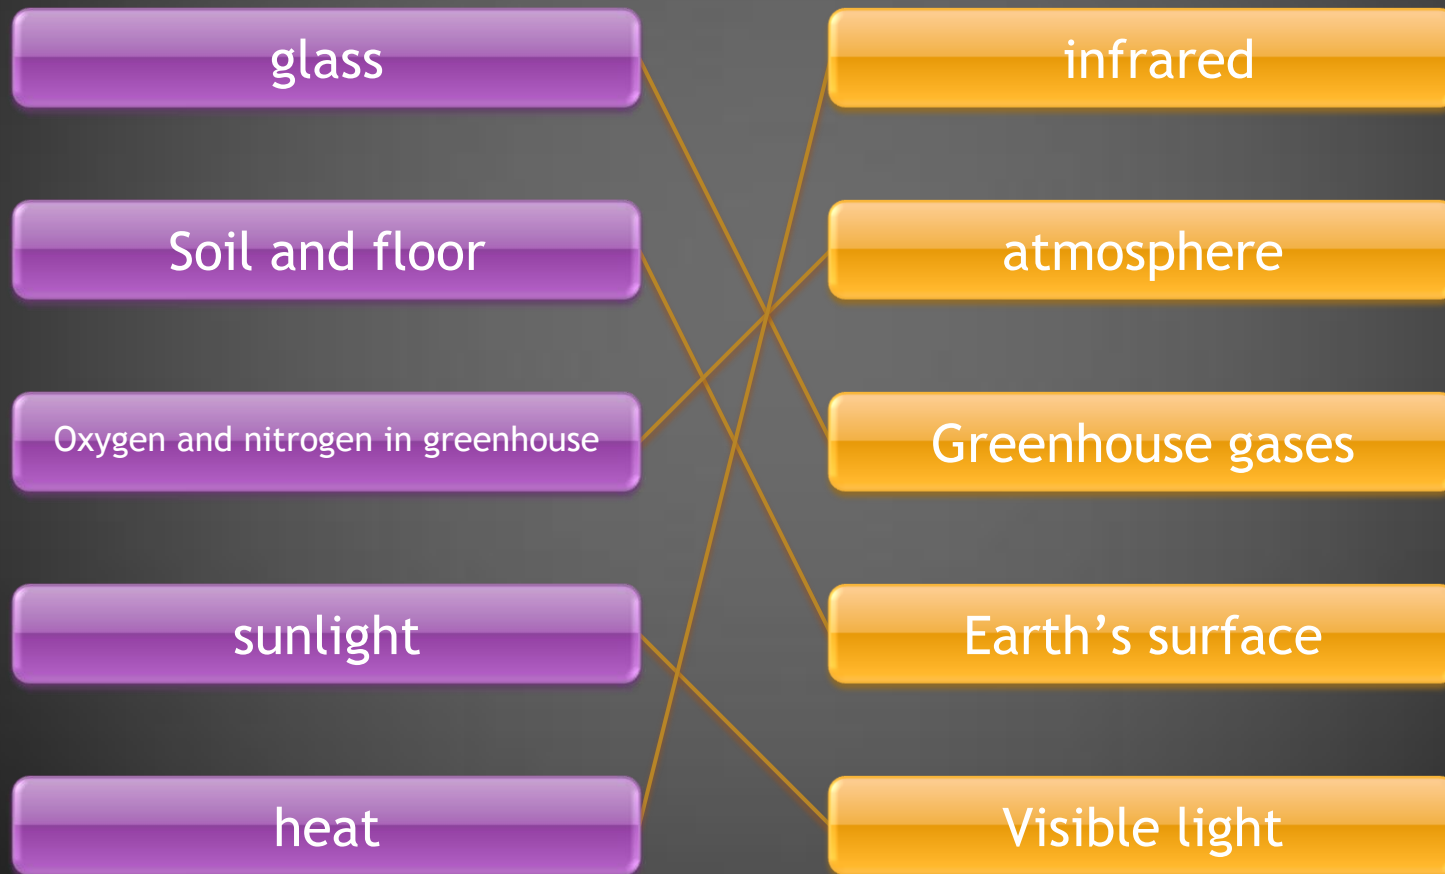 glass
infrared
Soil and floor
atmosphere
Oxygen and nitrogen in greenhouse
Greenhouse gases
sunlight
Earth’s surface
heat
Visible light